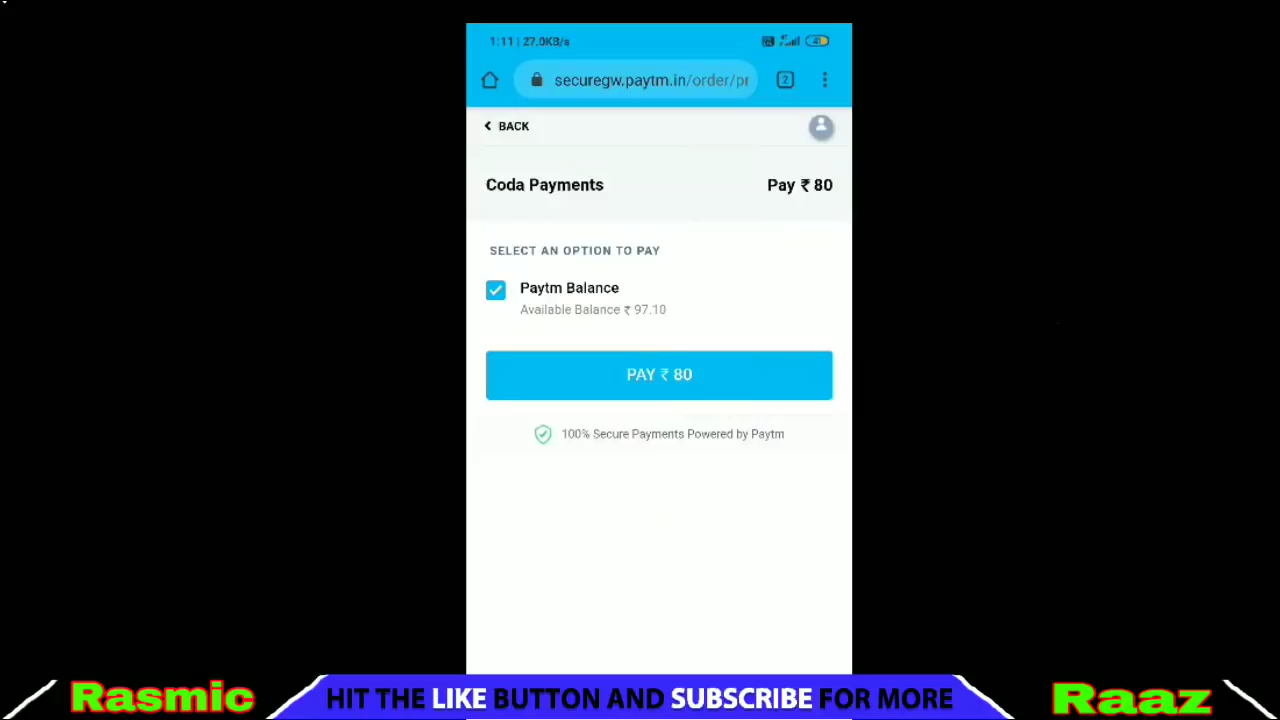 1:11 | 27.0KB/s
securegw.paytm.in/order/pr
2
BACK
Coda Payments
Pay ₹ 80
SELECT AN OPTION TO PAY
Paytm Balance
Available Balance ₹ 97.10
PAY ₹ 80
100% Secure Payments Powered by Paytm
Rasmic
HIT THE LIKE BUTTON AND SUBSCRIBE FOR MORE
Raaz